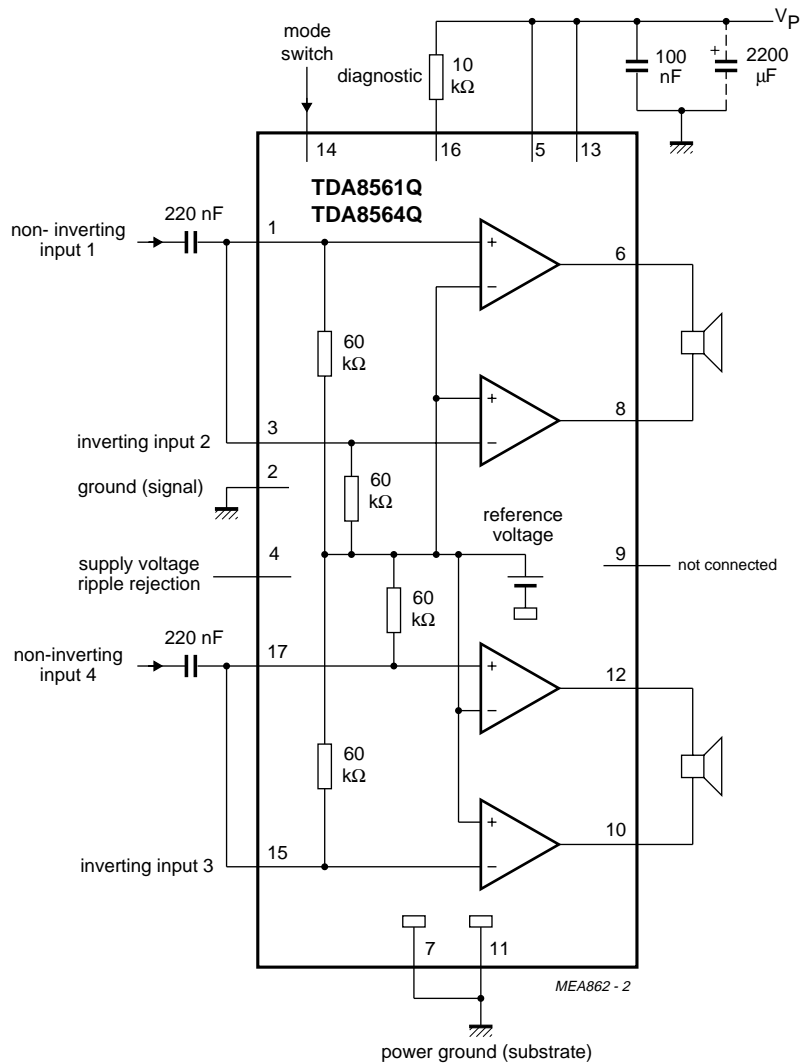 V P
mode
switch
diagnostic
10
kΩ
100
nF
+
2200
μF
14
16
5
13
TDA8561Q
TDA8564Q
non- inverting
input 1
220 nF
1
+
−
6
60
kΩ
+
−
8
inverting input 2
3
ground (signal)
2
60
kΩ
reference
voltage
supply voltage
ripple rejection
4
9
not connected
60
kΩ
non-inverting
input 4
220 nF
17
+
−
12
60
kΩ
+
−
10
inverting input 3
15
7
11
MEA862 - 2
power ground (substrate)